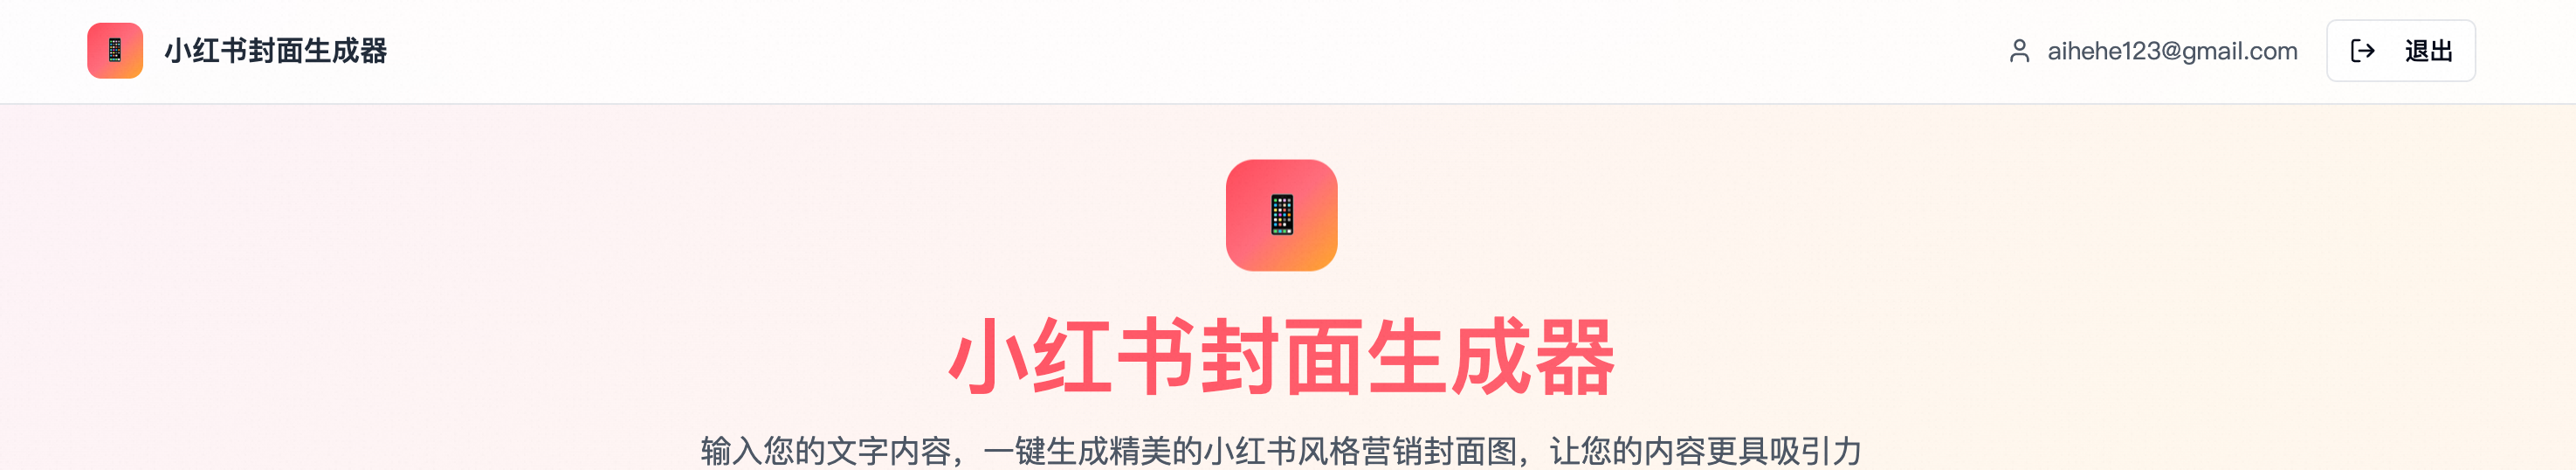 小红书封面生成器
aihehe123@gmail.com
退出
小红书封面生成器
输入您的文字内容，一键生成精美的小红书风格营销封面图，让您的内容更具吸引力